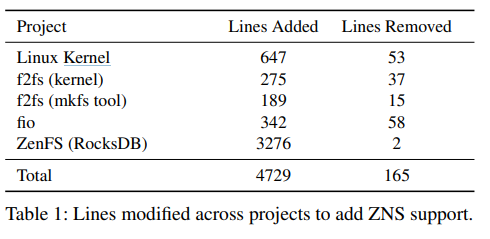 Project Lines Added Lines Removed
Linux Kernel 647 53
f2fs (kernel) 275 37
f2fs (mkfs tool) 189 15
fio 342 58
ZenFS (RocksDB) 3276 2
Total 4729 165
Table 1: Lines modified across projects to add ZNS support.